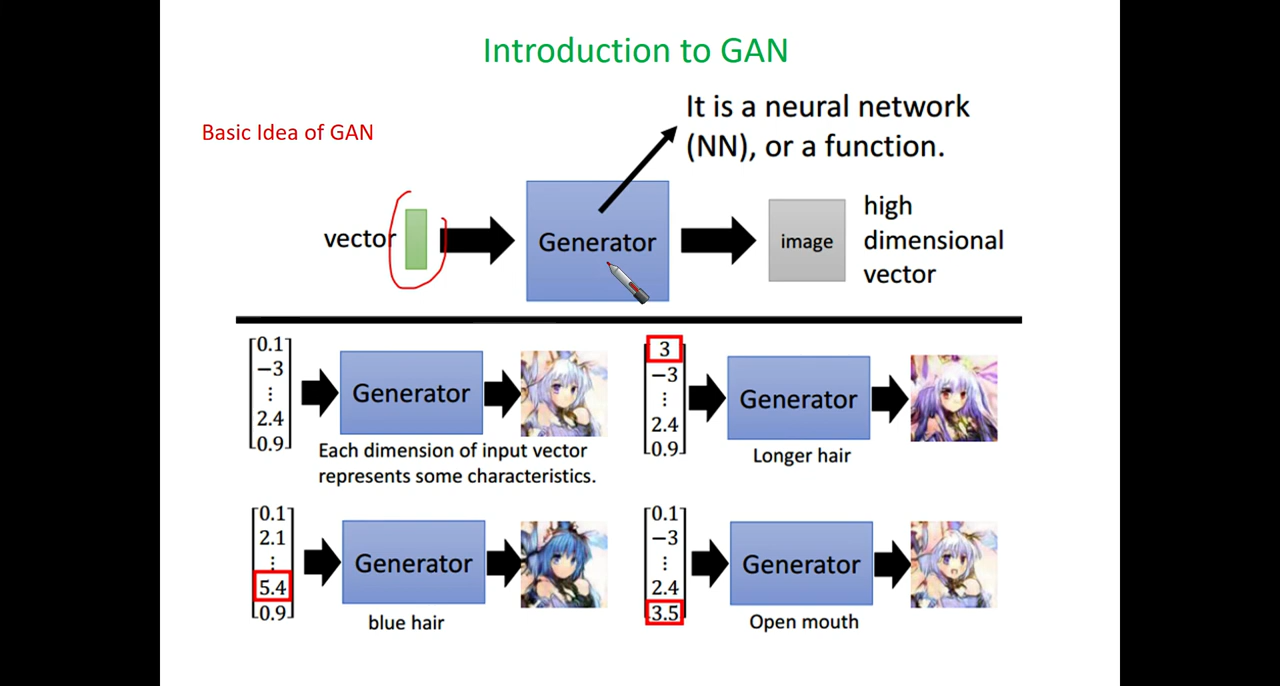 Introduction to GAN
Basic Idea of GAN
It is a neural network
(NN), or a function.
vector
Generator
image
high
dimensional
vector
0.1
−3
⋮
2.4
0.9
Generator
Each dimension of input vector
represents some characteristics.
3
−3
⋮
2.4
0.9
Generator
Longer hair
0.1
2.1
⋮
5.4
0.9
Generator
blue hair
0.1
−3
⋮
2.4
3.5
Generator
Open mouth